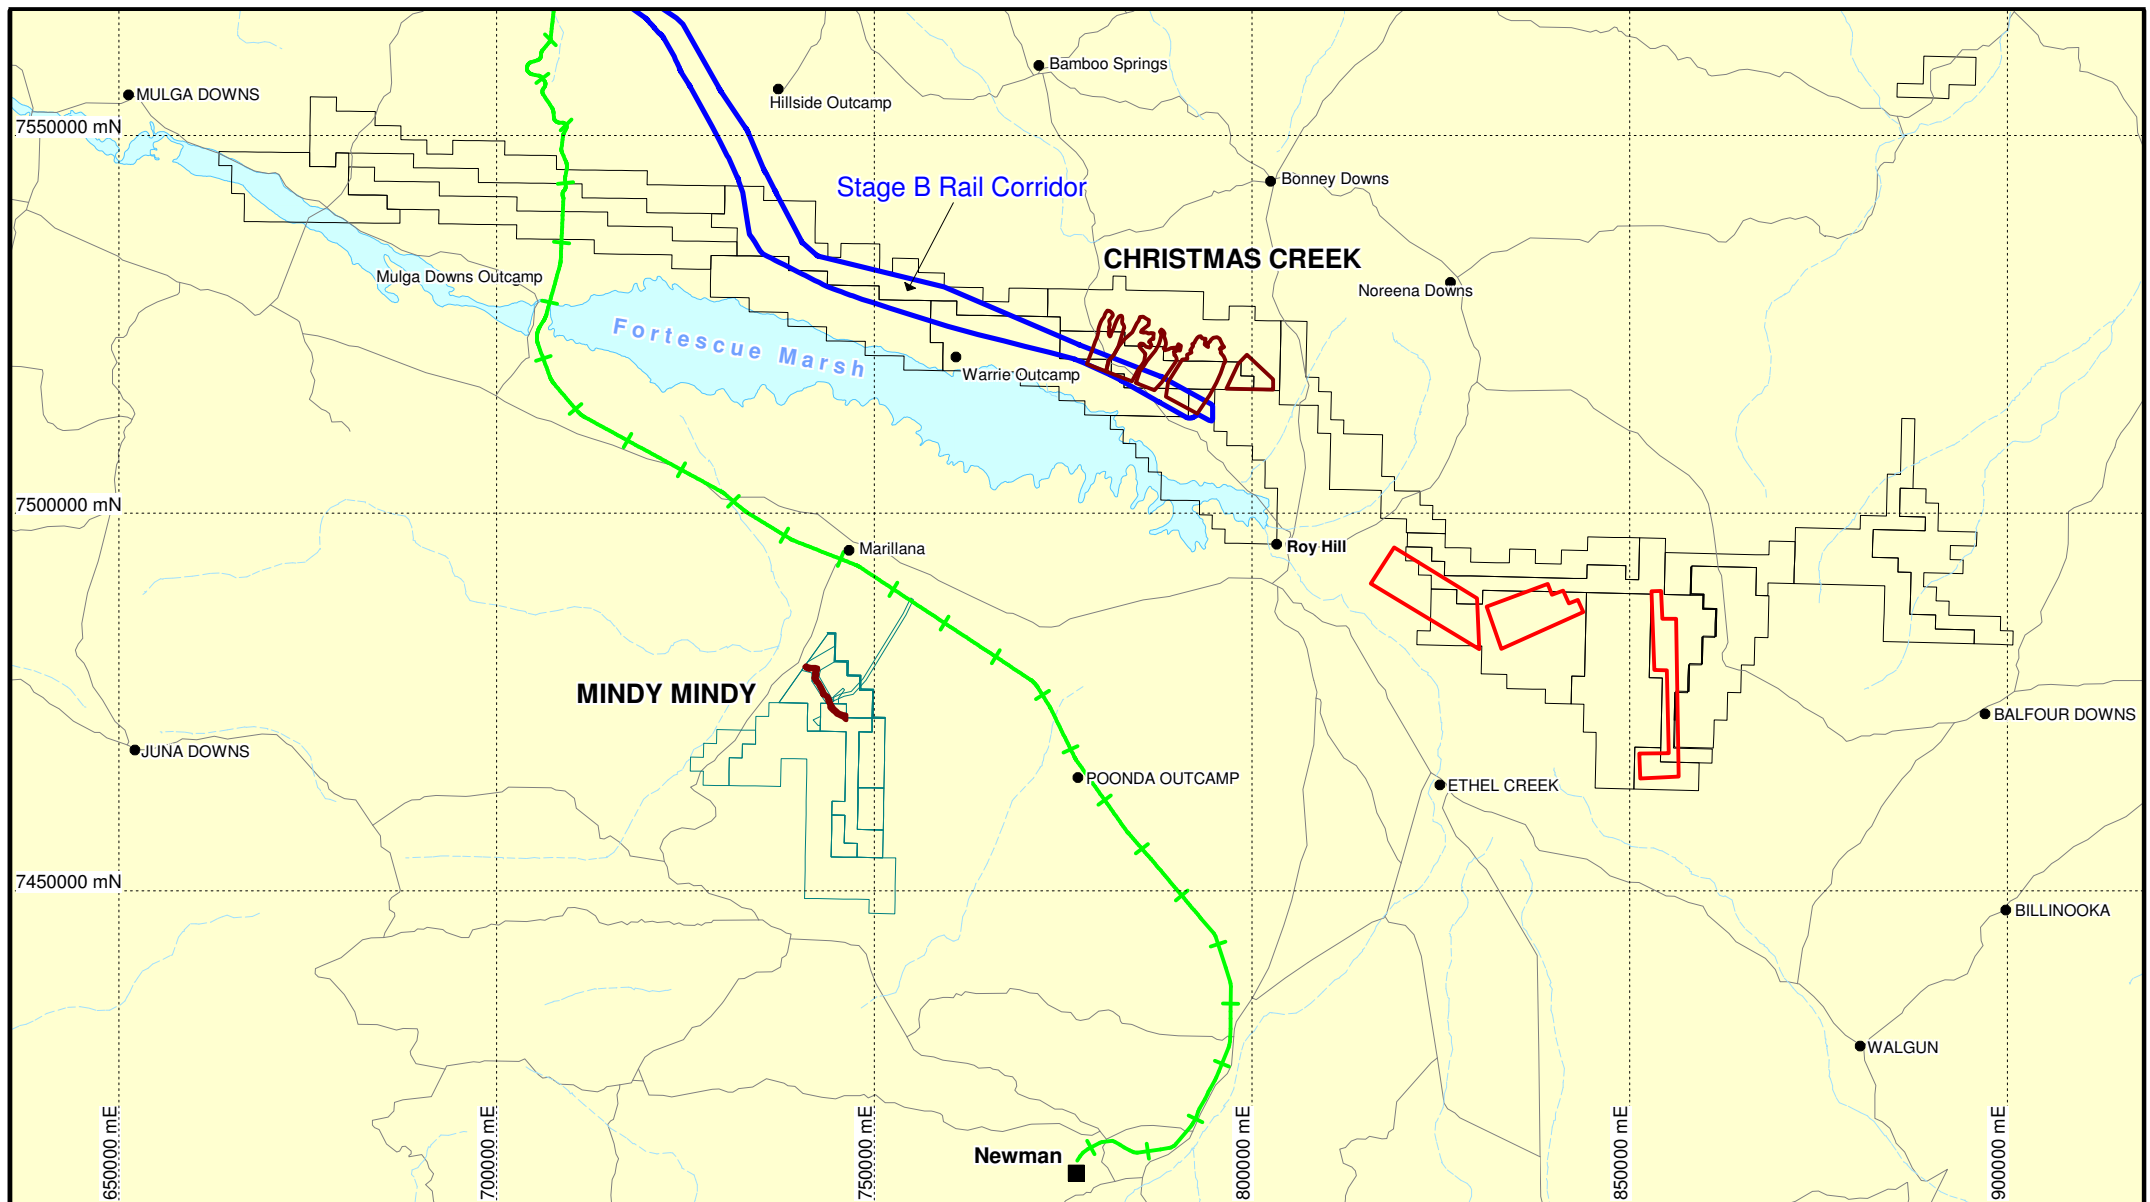 Bamboo Springs
MULGA DOWNS
Hillside Outcamp
7550000 mN
Bonney Downs
Stage B Rail Corridor
CHRISTMAS CREEK
Mulga Downs Outcamp
Noreena Downs
Fortescue Marsh
Warrie Outcamp
7500000 mN
Marillana
Roy Hill
MINDY MINDY
BALFOUR DOWNS
JUNA DOWNS
POONDA OUTCAMP
ETHEL CREEK
7450000 mN
BILLINOOKA
WALGUN
Newman
650000 mE
700000 mE
750000 mE
800000 mE
850000 mE
900000 mE